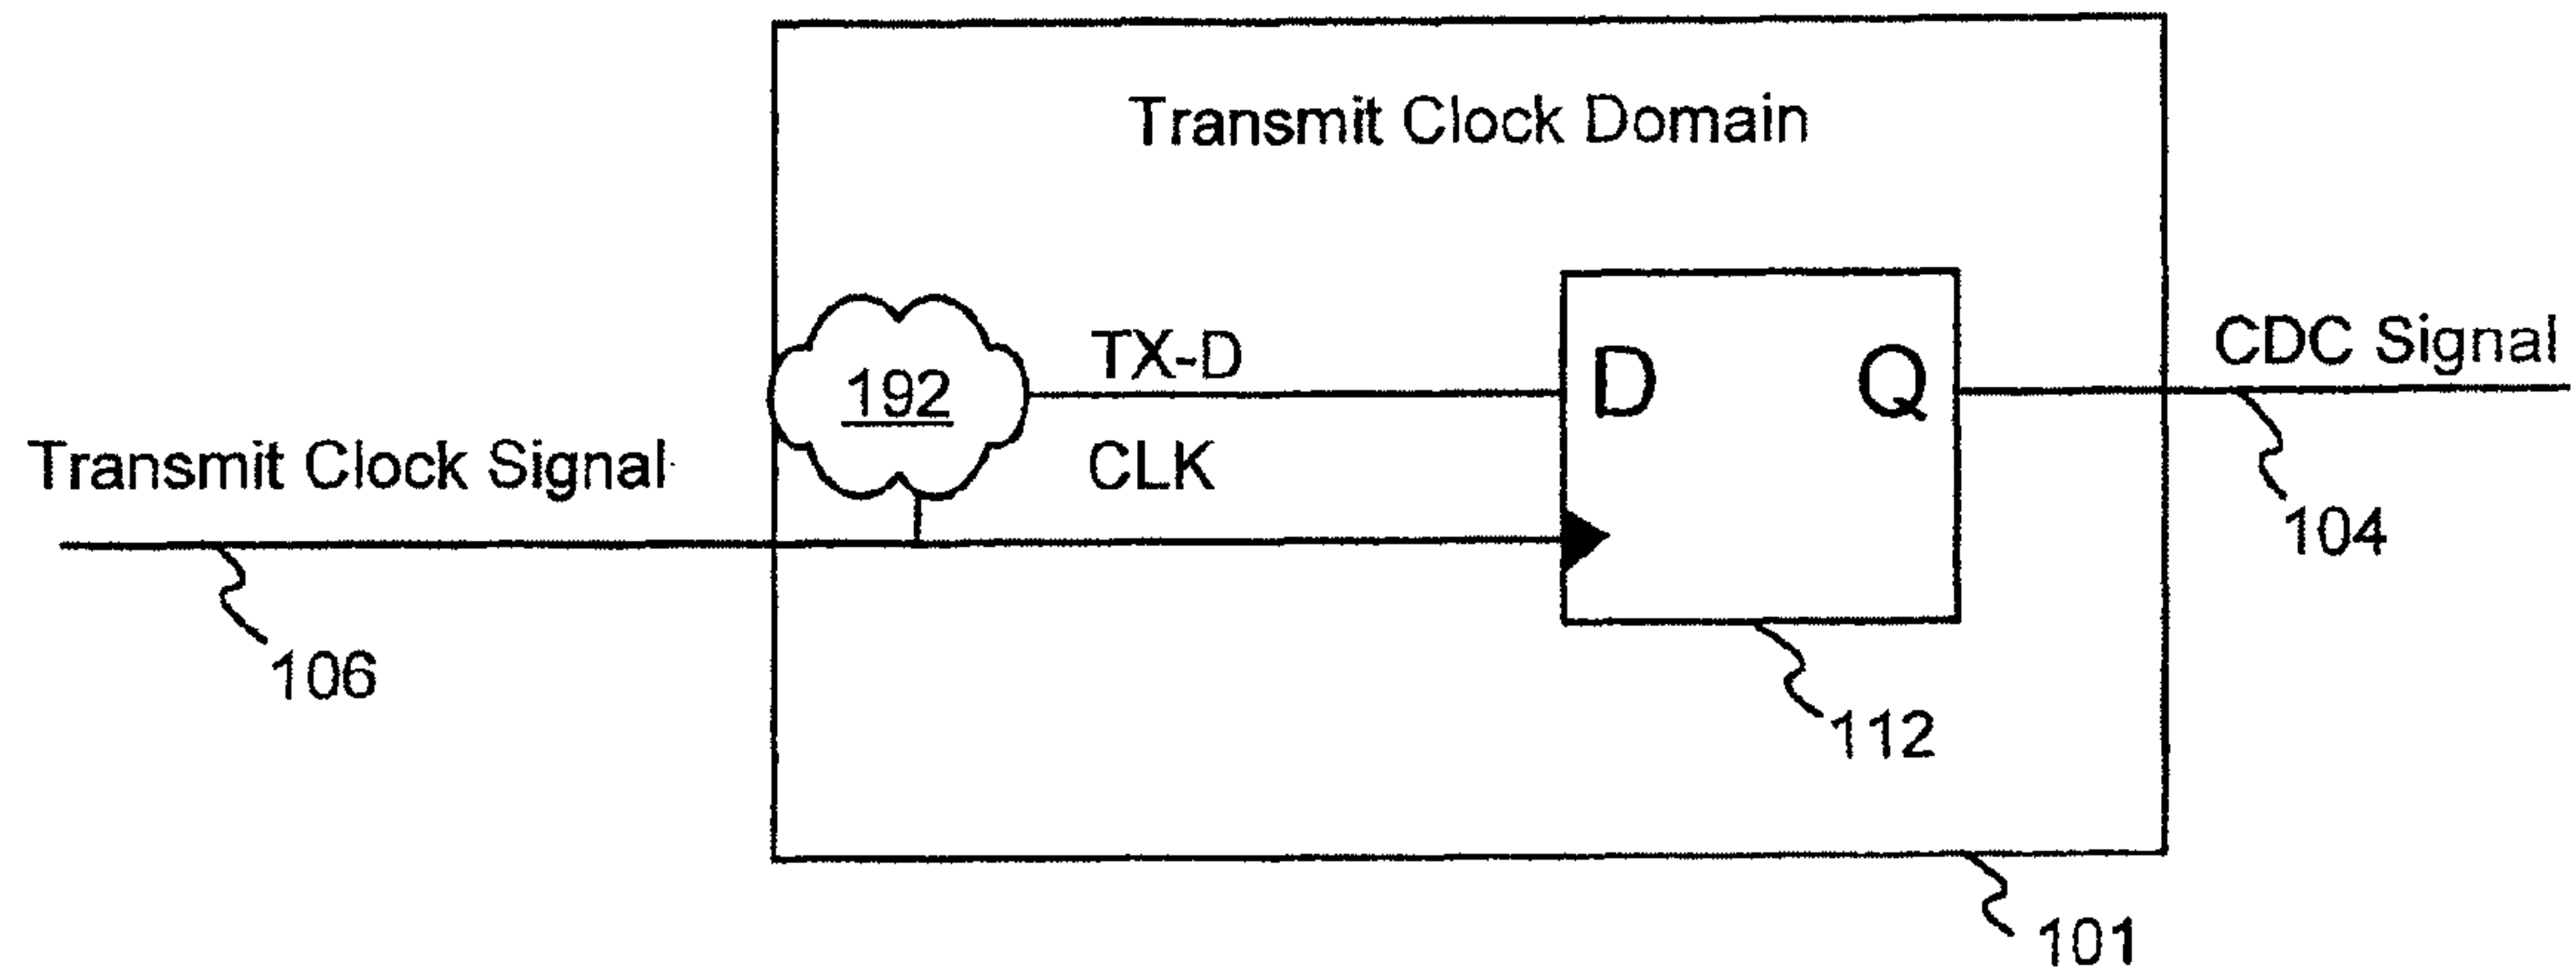 Transmit Clock Domain
TX-D
192
D
Q
CDC Signal
Transmit Clock Signal
CLK
104
106
112
101